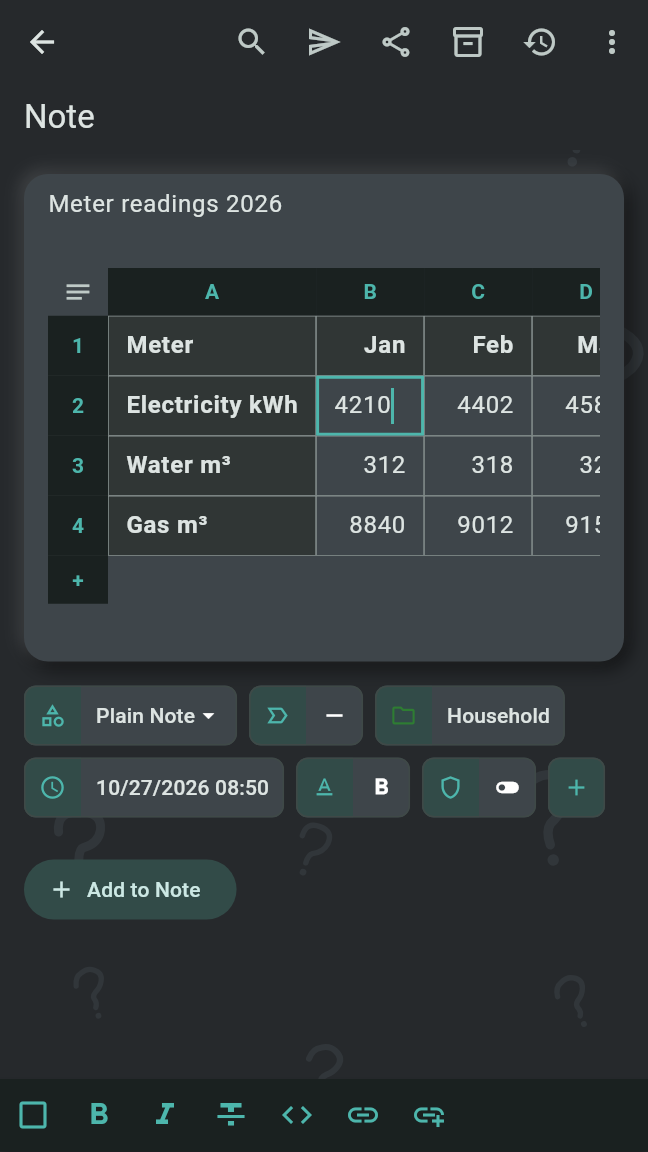 Note
Meter readings 2026
A B C D
1 Meter Jan Feb
2 Electricity kWh 4210 4402
3 Water m³ 312 318
4 Gas m³ 8840 9012
+
Plain Note
Household
10/27/2026 08:50 A B
+ Add to Note
B I